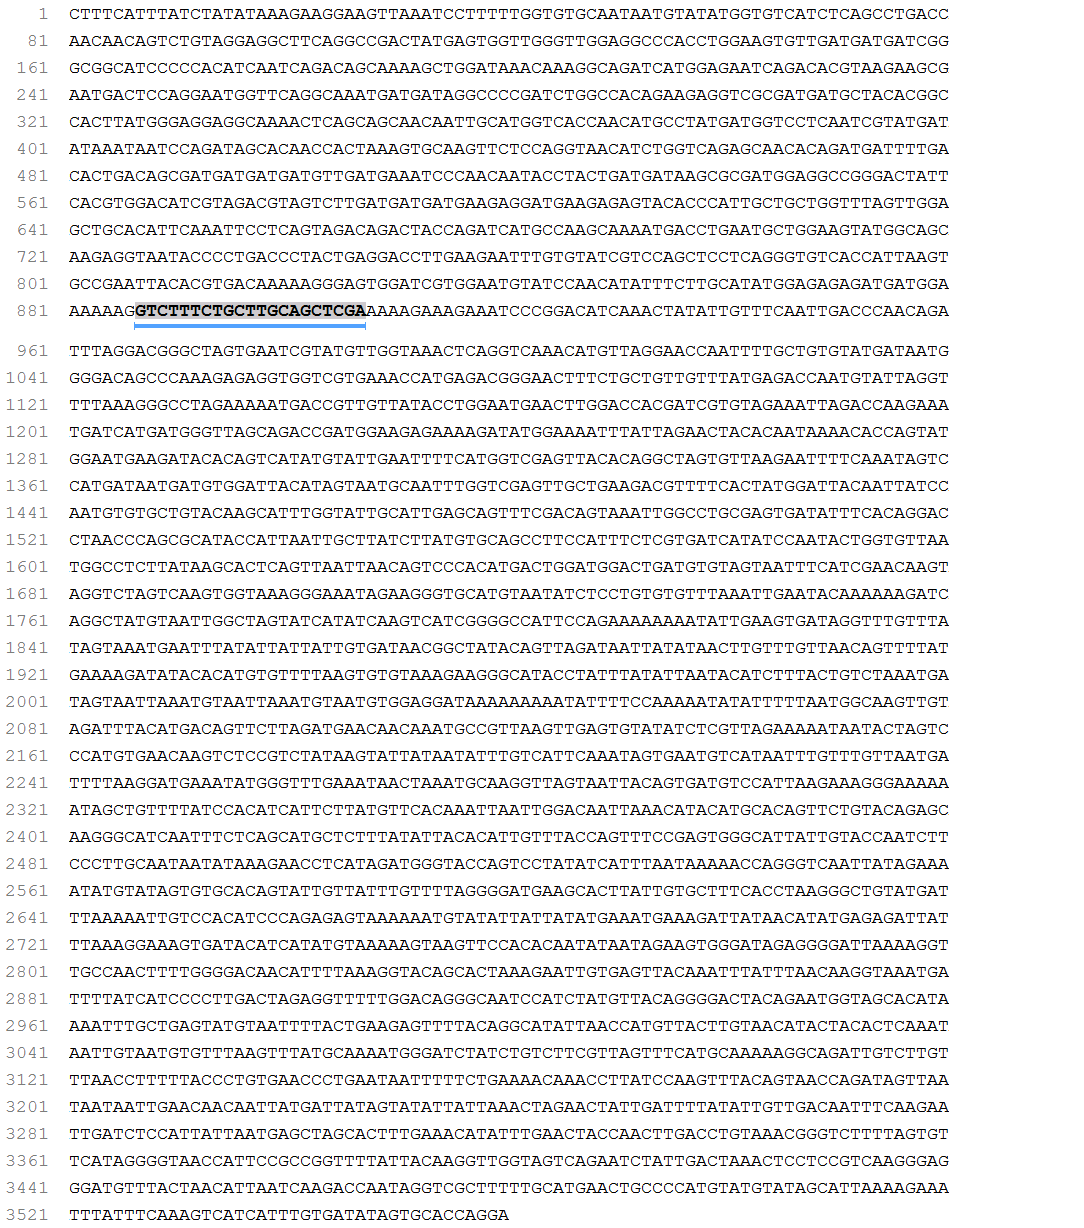 1 CTTTCATTTATCTATATAAAGAAGGAAGTTAAATCCTTTTTGGTGTGCAATAATGTATATGGTGTCATCTCAGCCTGACC
81 AACAACAGTCTGTAGGAGGCTTCAGGCCGACTATGAGTGGTTGGGTTGGAGGCCCACCTGGAAGTGTTGATGATGATCGG
161 GCGGCATCCCCCACATCAATCAGACAGCAAAAGCTGGATAAACAAAGGCAGATCATGGAGAATCAGACACGTAAGAAGCG
241 AATGACTCCAGGAATGGTTCAGGCAAATGATGATAGGCCCCGATCTGGCCACAGAAGAGGTCGCGATGATGCTACACGGC
321 CACTTATGGGAGGAGGCAAAACTCAGCAGCAACAATTGCATGGTCACCAACATGCCTATGATGGTCCTCAATCGTATGAT
401 ATAAATAATCCAGATAGCACAACCACTAAAGTGCAAGTTCTCCAGGTAACATCTGGTCAGAGCAACACAGATGATTTTGA
481 CACTGACAGCGATGATGATGATGTTGATGAAATCCCAACAATACCTACTGATGATAAGCGCGATGGAGGCCGGGACTATT
561 CACGTGGACATCGTAGACGTAGTCTTGATGATGATGAAGAGGATGAAGAGAGTACACCCATTGCTGCTGGTTTAGTTGGA
641 GCTGCACATTCAAATTCCTCAGTAGACAGACTACCAGATCATGCCAAGCAAAATGACCTGAATGCTGGAAGTATGGCAGC
721 AAGAGGTAATACCCCTGACCCTACTGAGGACCTTGAAGAATTTGTGTATCGTCCAGCTCCTCAGGGTGTCACCATTAAGT
801 GCCGAATTACACGTGACAAAAAGGGAGTGGATCGTGGAATGTATCCAACATACTTTCTTGCATATGGAGAGAGATGATGGA
881 AAAAAGGTCTTTCTGCTTGCAGCTCGAAAAAGAAAGAAATCCCGGACATCAAACTATATTGTTTCAATTGACCCAACAGA
961 TTTAGGACGGGCTAGTGAATCGTATGTTGGTAAACTCAGGTCAAACATGTTAGGAACCAATTTTGCTGTGTATGATAATG
1041 GGGACAGCCCAAAGAGAGGTGGTCGTGAAACCATGAGACGGGAACTTTCTGCTGTTGTTTATGAGACCAATGTATTAGGT
1121 TTTAAAGGGCCTAGAAAAATGACCGTTGTTATACCTGGAATGAACTTGGACCACGATCGTGTAGAAATTAGACCAAGAAA
1201 TGATCATGATGGGTTAGCAGACCGATGGAAGAGAAAAGATATGGAAAATTTATTAGAACTACACAATAAAACACCAGTAT
1281 GGAATGAAGATACACAGTCATATGTATTGAATTTTCATGGTCGAGTTACACAGGCTAGTGTTAAGAATTTTCAAATAGTC
1361 CATGATAATGATGTGGATTACATAGTAATGCAATTTGGTCGAGTTGCTGAAGACGTTTTCACTATGGATTACAATTATCC
1441 AATGTGTGCTGTACAAGCATTTGGTATTGCATTGAGCAGTTTCGACAGTAAATTGGCCTGCGAGTGATATTTCACAGGAC
1521 CTAACCCAGCGCATACCATTAATTGCTTATCTTATGTGCAGCCTTCCATTTCTCGTGATCATATCCAATACTGGTGTTAA
1601 TGGCCTCTTATAAGCACTCAGTTAATTAACAGTCCCACATGACTGGATGGACTGATGTGTAGTAATTTCATCGAACAAGT
1681 AGGTCTAGTCAAGTGGTAAAGGGAAATAGAAGGGTGCATGTAATATCTCCTGTGTGTTTAAATTGAATACAAAAAAGATC
1761 AGGCTATGTAATTGGCTAGTATCATATCAAGTCATCGGGGCCATTCCAGAAAAAAAATATTGAAGTGATAGGTTTGTTTA
1841 TAGTAAATGAATTTATATTATTATTGTGATAACGGCTATACAGTTAGATAATTATATAACTTGTTTGTTAACAGTTTTAT
1921 GAAAAGATATACACATGTGTTTTAAGTGTGTAAAGAAGGGCATACCTATTTATATTAATACATCTTTACTGTCTAAATGA
2001 TAGTAATTAAATGTAATTAAATGTAATGTGGAGGATAAAAAAAAATATTTTCCAAAAATATATTTTTAATGGCAAGTTGT
2081 AGATTTACATGACAGTTCTTAGATGAACAACAAATGCCGTTAAGTTGAGTGTATATCTCGTTAGAAAAATAATACTAGTC
2161 CCATGTGAACAAGTCTCCGTCTATAAGTATTATAATATTTGTCATTCAAATAGTGAATGTCATAATTTGTTTGTTAATGA
2241 TTTTAAGGATGAAATATGGGTTTGAAATAACTAAATGCAAGGTTAGTAATTACAGTGATGTCCATTAAGAAAGGGAAAAA
2321 ATAGCTGTTTTATCCACATCATTCTTATGTTCACAAATTAATTGGACAATTAAACATACATGCACAGTTCTGTACAGAGC
2401 AAGGGCATCAATTTCTCAGCATGCTCTTTATATTACACATTGTTTACCAGTTTCCGAGTGGGCATTATTGTACCAATCTT
2481 CCCTTGCAATAATATAAAGAACCTCATAGATGGGTACCAGTCCTATATCATTTAATAAAAACCAGGGTCAATTATAGAAA
2561 ATATGTATAGTGTGCACAGTATTGTTATTTGTTTTAGGGGATGAAGCACTTATTGTGCTTTCACCTAAGGGCTGTATGAT
2641 TTAAAAATTGTCCACATCCCAGAGAGTAAAAAATGTATATTATTATATGAAATGAAAGATTATAACATATGAGAGATTAT
2721 TTAAAGGAAAGTGATACATCATATGTAAAAAGTAAGTTCCACACAATATAATAGAAGTGGGATAGAGGGGATTAAAAGGT
2801 TGCCAACTTTTGGGGACAACATTTTAAAGGTACAGCACTAAAGAATTGTGAGTTACAAATTTATTTAACAAGGTAAATGA
2881 TTTTATCATCCCCTTGACTAGAGGTTTTTGGACAGGGCAATCCATCTATGTTACAGGGGACTACAGAATGGTAGCACATA
2961 AAATTTGCTGAGTATGTAATTTTACTGAAGAGTTTTACAGGCATATTAACCATGTTACTTGTAACATACTACACTCAAAT
3041 AATTGTAATGTGTTTAAGTTTATGCAAAATGGGATCTATCTGTCTTCGTTAGTTTCATGCAAAAAGGCAGATTGTCTTGT
3121 TTAACCTTTTTACCCTGTGAACCCTGAATAATTTTTCTGAAAACAAACCTTATCCAAGTTTACAGTAACCAGATAGTTAA
3201 TAATAATTGAACAACAATTATGATTATAGTATATTATTAAACTAGAACTATTGATTTTATATTGTTGACAATTTCAAGAA
3281 TTGATCTCCATTATTAATGAGCTAGCACTTTGAAACATATTTGAACTACCAACTTGACCTGTAAACGGGTCTTTTAGTGT
3361 TCATAGGGGTAACCATTCCGCCGGTTTTATTACAAGGTTGGTAGTCAGAATCTATTGACTAAACTCCTCCGTCAAGGGAG
3441 GGATGTTTACTAACATTAATCAAGACCAATAGGTCGCTTTTTGCATGAACTGCCCCATGTATGTATAGCATTAAAAGAAA
3521 TTTATTTCAAAGTCATCATTTGTGATATAGTGCACCAGGA